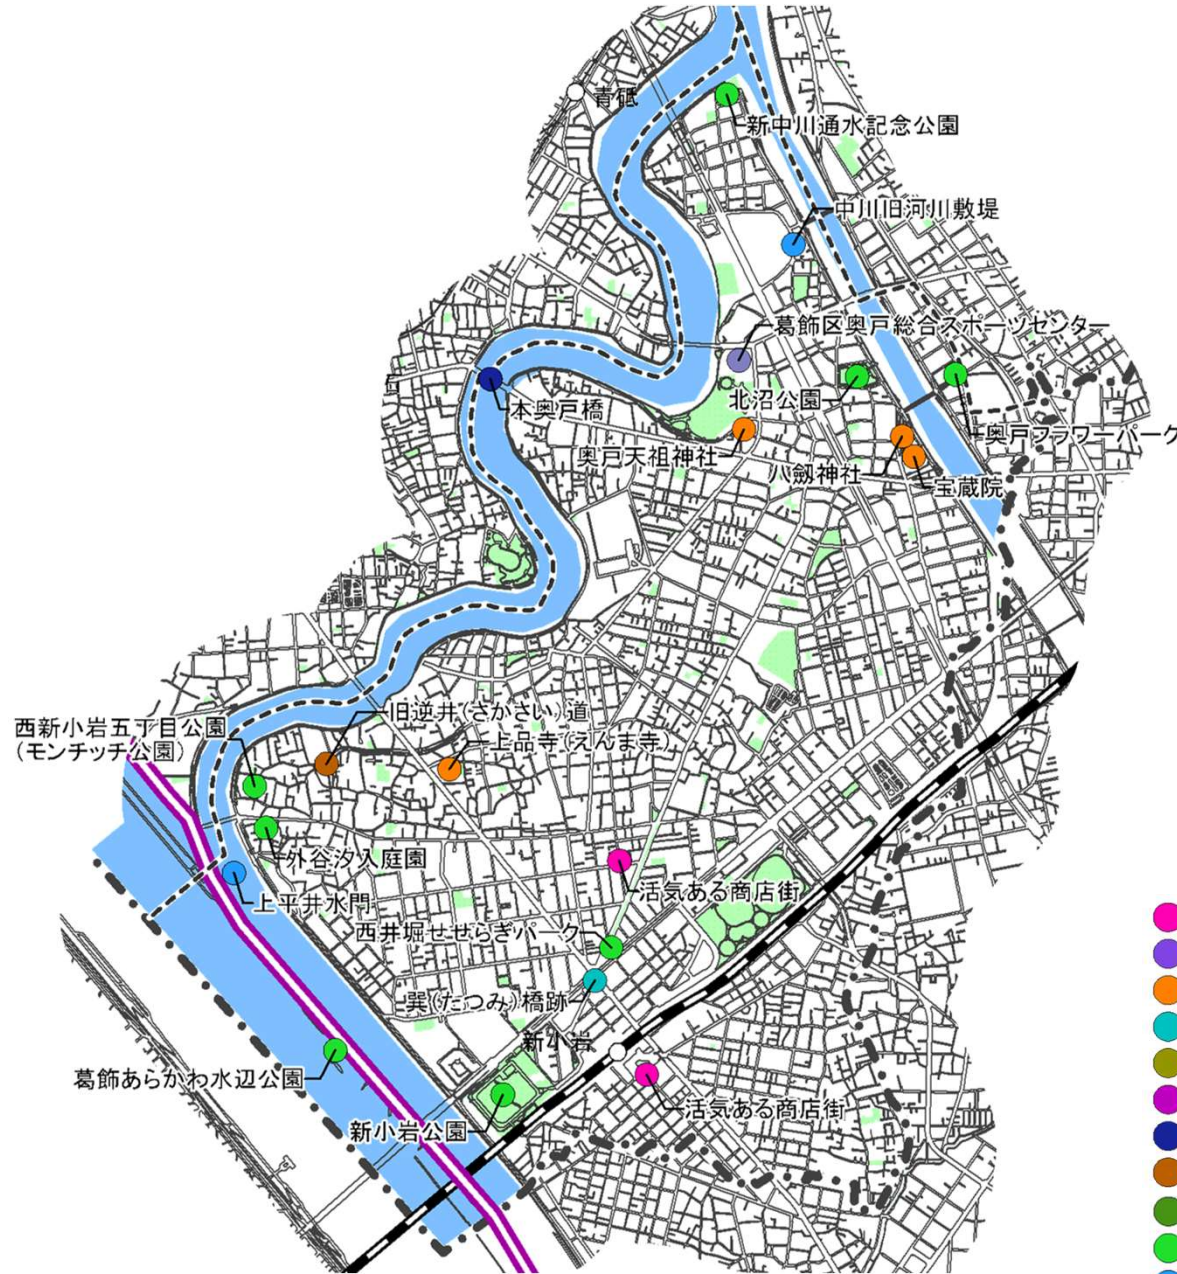 青砥
新中川通水記念公園
中川旧河川敷堤
葛飾区奥戸総合スポーツセンター
本奥戸橋
北沼公園
奥戸天祖神社
奥戸フラワーパーク
八劔神社
宝蔵院
西新小岩五丁目公園
(モンチッチ公園)
旧逆井(さかさい)道
上品寺(えんま寺)
外谷汐入庭園
上平井水門
活気ある商店街
西井堀せせらぎパーク
巽(たつみ)橋跡
新小岩
葛飾あらかわ水辺公園
活気ある商店街
新小岩公園